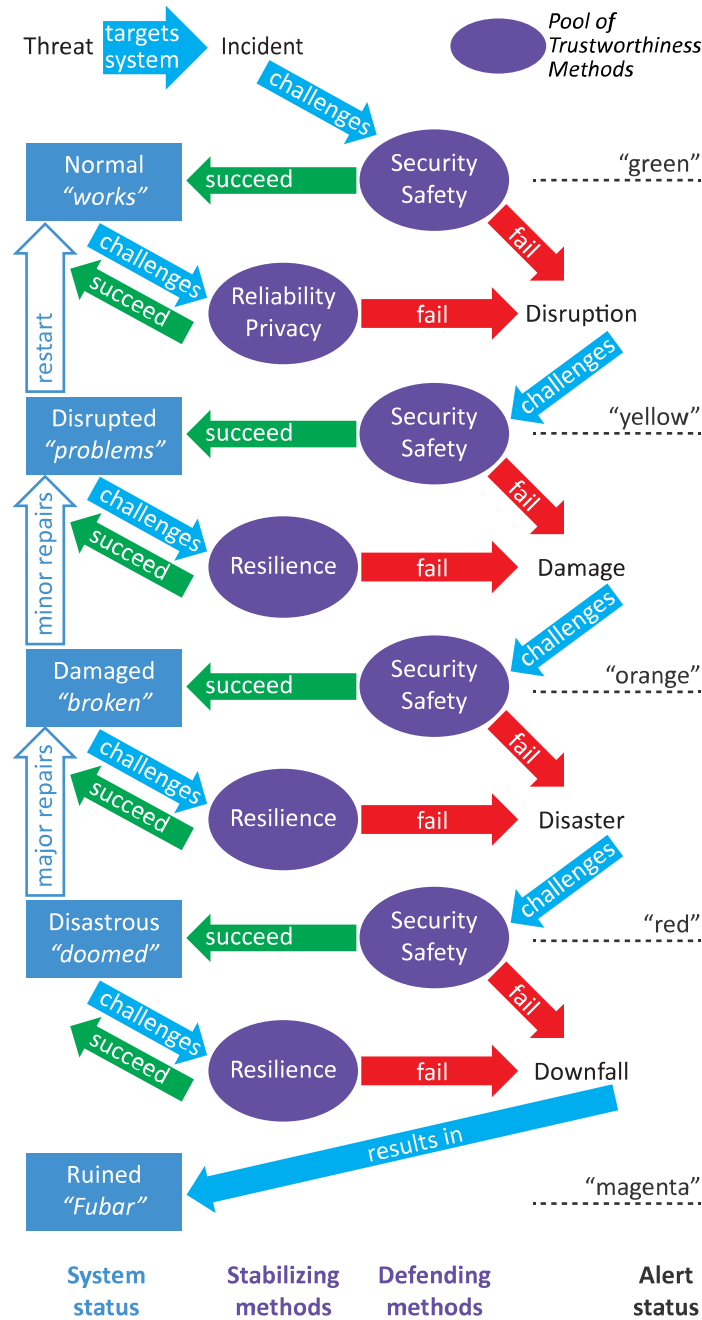 Threat
targets
system
Incident
Pool of
Trustworthiness
Methods
challenges
Normal
“works”
succeed
Security
Safety
“green”
fail
challenges
succeed
Reliability
Privacy
fail
Disruption
restart
challenges
Disrupted
“problems”
succeed
Security
Safety
“yellow”
fail
challenges
succeed
Resilience
fail
Damage
minor repairs
challenges
Damaged
“broken”
succeed
Security
Safety
“orange”
fail
challenges
succeed
Resilience
fail
Disaster
major repairs
challenges
Disastrous
“doomed”
succeed
Security
Safety
“red”
fail
challenges
succeed
Resilience
fail
Downfall
results in
Ruined
“Fubar”
“magenta”
System
status
Stabilizing
methods
Defending
methods
Alert
status